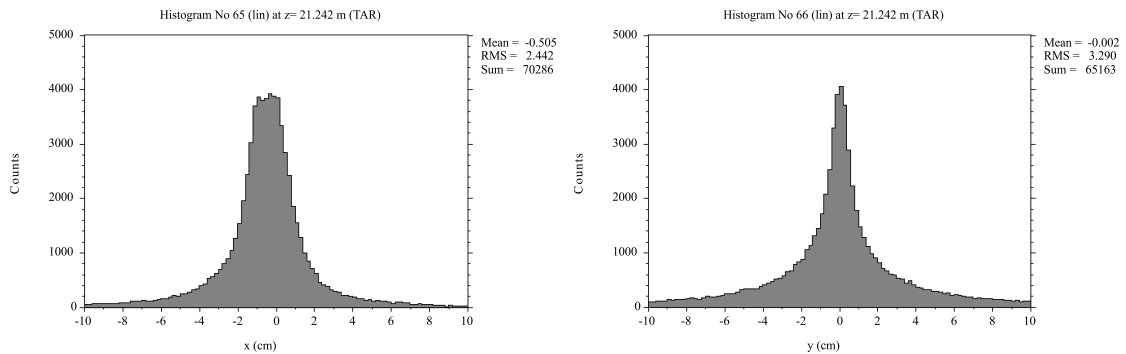 Histogram No 65 (lin) at z= 21.242 m (TAR)
Mean = -0.505
RMS = 2.442
Sum = 70286
5000
4000
3000
2000
1000
0
Counts
-10 -8 -6 -4 -2 0 2 4 6 8 10
x (cm)
Histogram No 66 (lin) at z= 21.242 m (TAR)
Mean = -0.002
RMS = 3.290
Sum = 65163
5000
4000
3000
2000
1000
0
Counts
-10 -8 -6 -4 -2 0 2 4 6 8 10
y (cm)